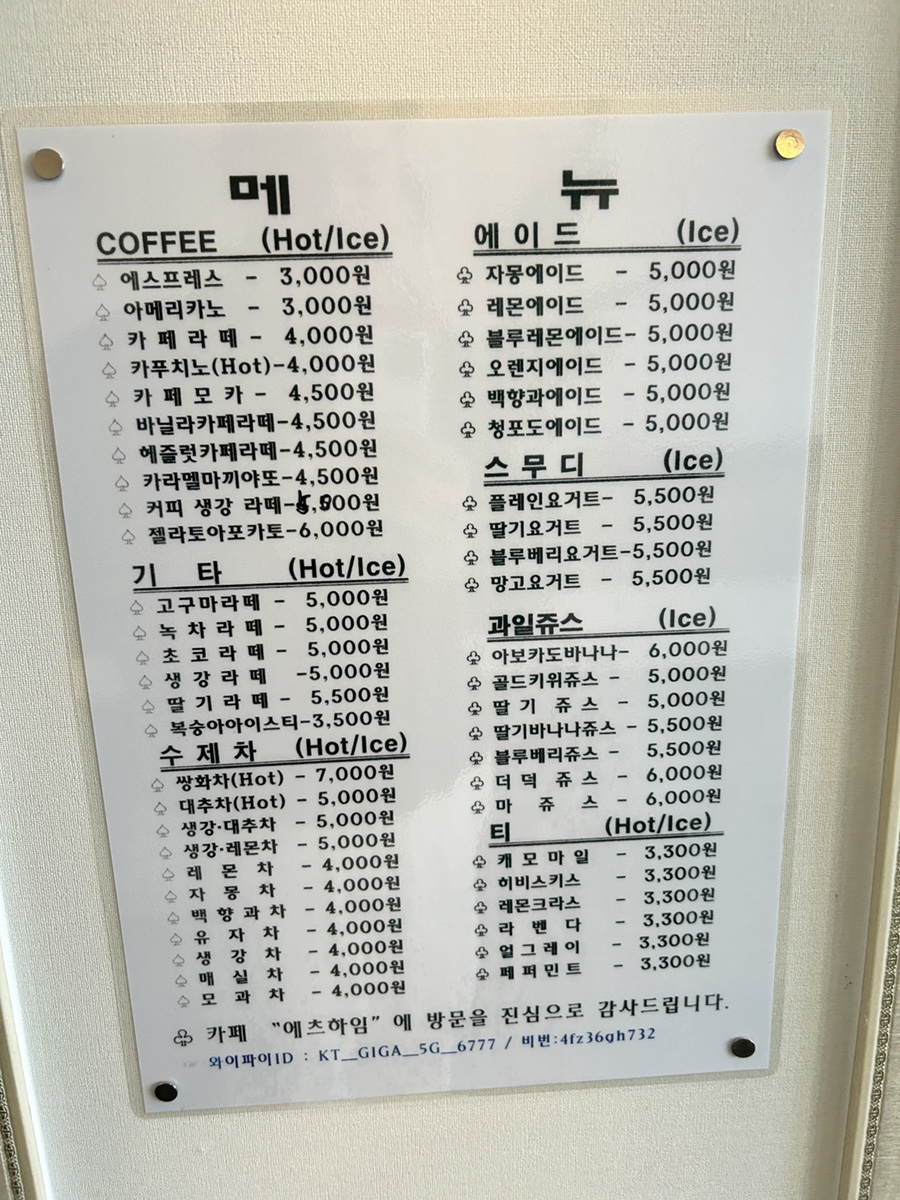 메 뉴
COFFEE (Hot/Ice)
♤ 에스프레스 - 3,000원
♤ 아메리카노 - 3,000원
♤ 카 페 라 떼 - 4,000원
♤ 카푸치노(Hot)-4,000원
♤ 카 페 모 카 - 4,500원
♤ 바닐라카페라떼-4,500원
♤ 헤즐럿카페라떼-4,500원
♤ 카라멜마끼야또-4,500원
♤ 커피 생강 라떼-5,500원
♤ 젤라토아포카토-6,000원
기 타 (Hot/Ice)
♤ 고구마라떼 - 5,000원
♤ 녹 차 라 떼 - 5,000원
♤ 초 코 라 떼 - 5,000원
♤ 생 강 라 떼 -5,000원
♤ 딸 기 라 떼 - 5,500원
♤ 복숭아아이스티-3,500원
수 제 차 (Hot/Ice)
♤ 쌍화차(Hot) - 7,000원
♤ 대추차(Hot) - 5,000원
♤ 생강·대추차 - 5,000원
♤ 생강·레몬차 - 5,000원
♤ 레 몬 차 - 4,000원
♤ 자 몽 차 - 4,000원
♤ 백 향 과 차 - 4,000원
♤ 유 자 차 - 4,000원
♤ 생 강 차 - 4,000원
♤ 매 실 차 - 4,000원
♤ 모 과 차 - 4,000원
에 이 드 (Ice)
♧ 자몽에이드 - 5,000원
♧ 레몬에이드 - 5,000원
♧ 블루레몬에이드- 5,000원
♧ 오렌지에이드 - 5,000원
♧ 백향과에이드 - 5,000원
♧ 청포도에이드 - 5,000원
스 무 디 (Ice)
♧ 플레인요거트- 5,500원
♧ 딸기요거트 - 5,500원
♧ 블루베리요거트-5,500원
♧ 망고요거트 - 5,500원
과일쥬스 (Ice)
♧ 아보카도바나나- 6,000원
♧ 골드키위쥬스 - 5,000원
♧ 딸 기 쥬 스 - 5,000원
♧ 딸기바나나쥬스 - 5,500원
♧ 블루베리쥬스 - 5,500원
♧ 더 덕 쥬 스 - 6,000원
♧ 마 쥬 스 - 6,000원
티 (Hot/Ice)
♧ 캐 모 마 일 - 3,300원
♧ 히비스키스 - 3,300원
♧ 레몬크라스 - 3,300원
♧ 라 벤 다 - 3,300원
♧ 얼 그 레 이 - 3,300원
♧ 페 퍼 민 트 - 3,300원
♧ 카페 "에츠하임" 에 방문을 진심으로 감사드립니다.
와이파이ID : KT_GIGA_5G_6777 / 비번:4fz36gh732